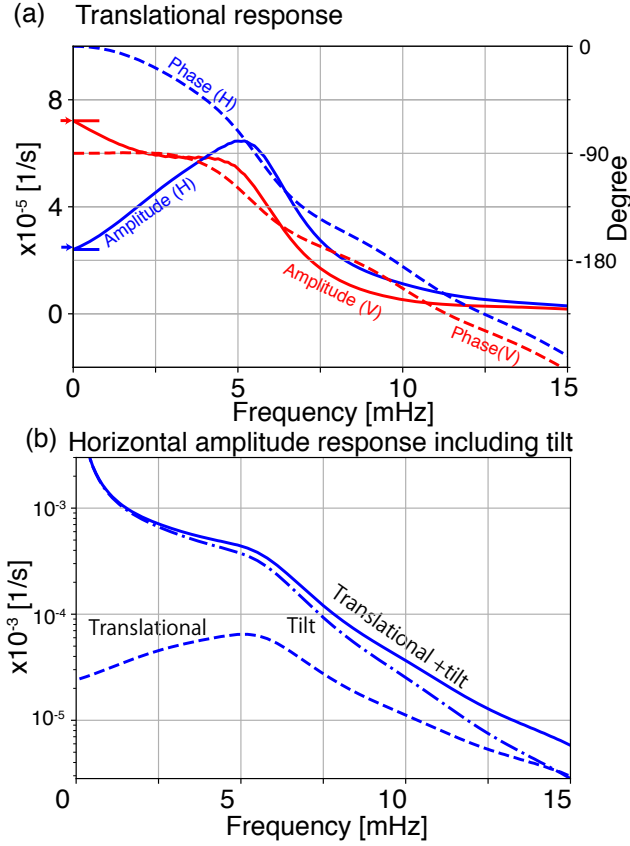 (a) Translational response
Phase (H)
Amplitude (H)
Amplitude (V)
Phase(V)
8
4
0
x10⁻⁵ [1/s]
0
-90
-180
Degree
0 5 10 15
Frequency [mHz]
(b) Horizontal amplitude response including tilt
10⁻³
10⁻⁴
10⁻⁵
x10⁻³ [1/s]
Translational
Tilt
Translational +tilt
0 5 10 15
Frequency [mHz]